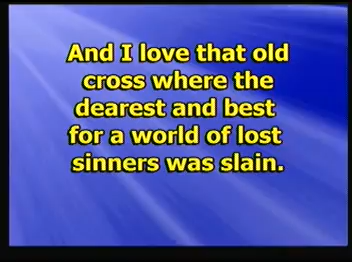 And I love that old
cross where the
dearest and best
for a world of lost
sinners was slain.